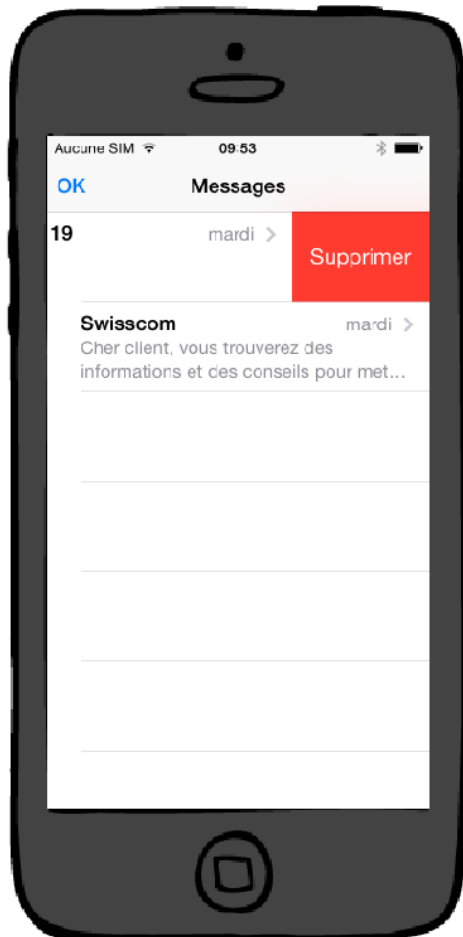 Aucune SIM 09:53
OK Messages
19 mardi Supprimer
Swisscom mardi
Cher client, vous trouverez des
informations et des conseils pour met...